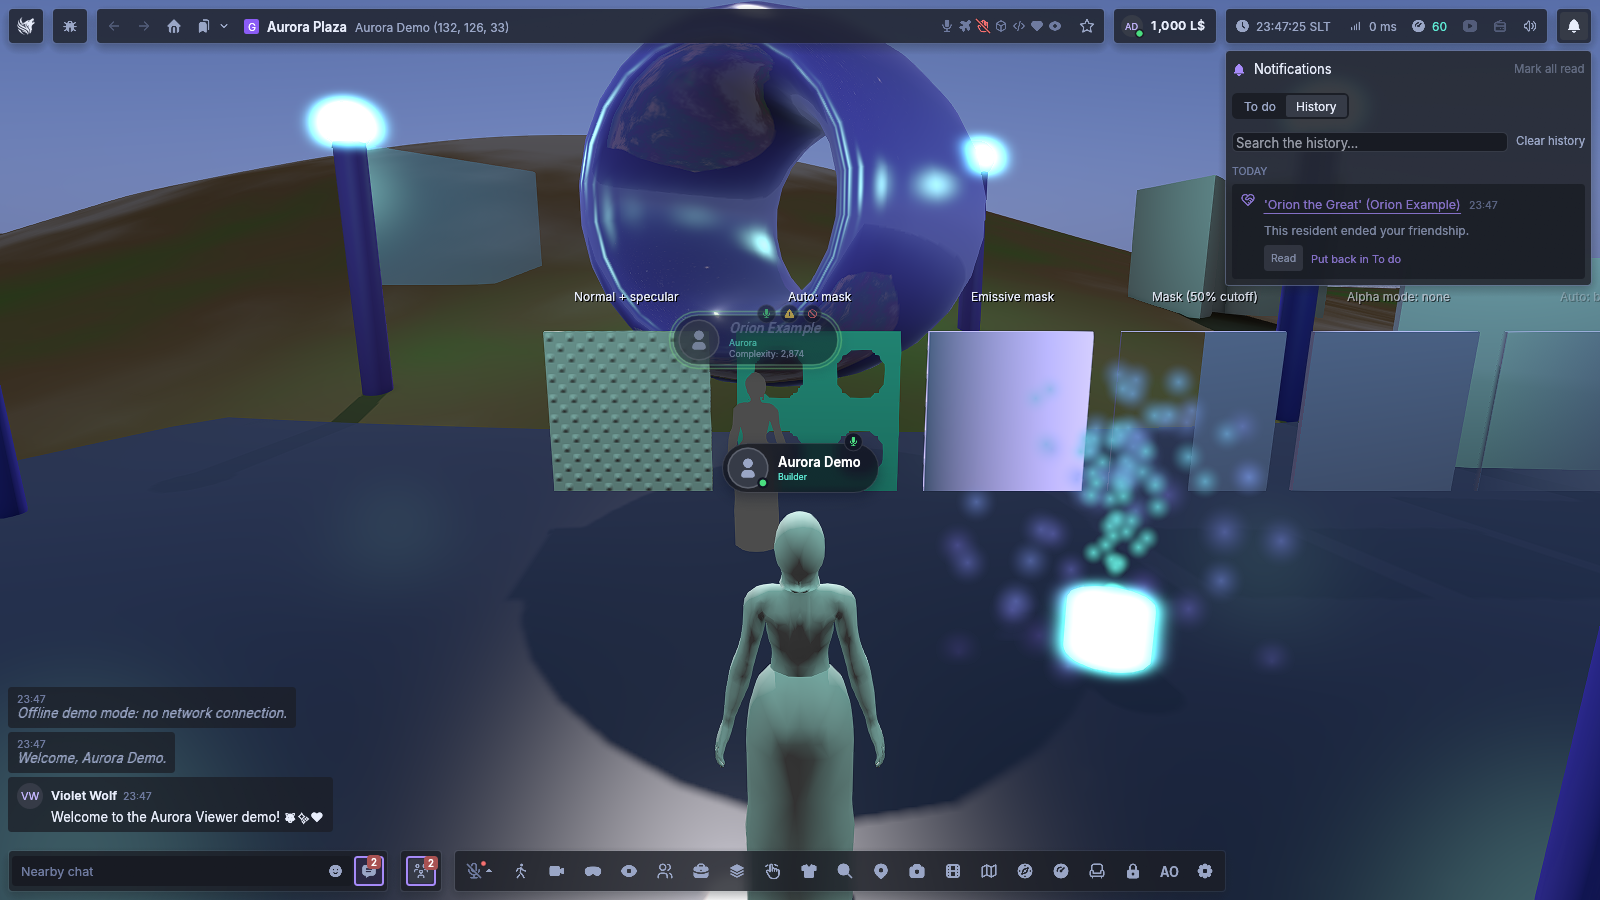 G Aurora Plaza Aurora Demo (132, 126, 33)
AD 1,000 L$
23:47:25 SLT 0 ms 60
Notifications Mark all read
To do History
Search the history... Clear history
TODAY
'Orion the Great' (Orion Example) 23:47
This resident ended your friendship.
Read Put back in To do
Normal + specular Auto: mask Emissive mask Mask (50% cutoff) Alpha mode: none Auto: b
Orion Example
Aurora
Complexity: 2,874
Aurora Demo
Builder
23:47
Offline demo mode: no network connection.
23:47
Welcome, Aurora Demo.
VW Violet Wolf 23:47
Welcome to the Aurora Viewer demo!
Nearby chat 2 2 AO